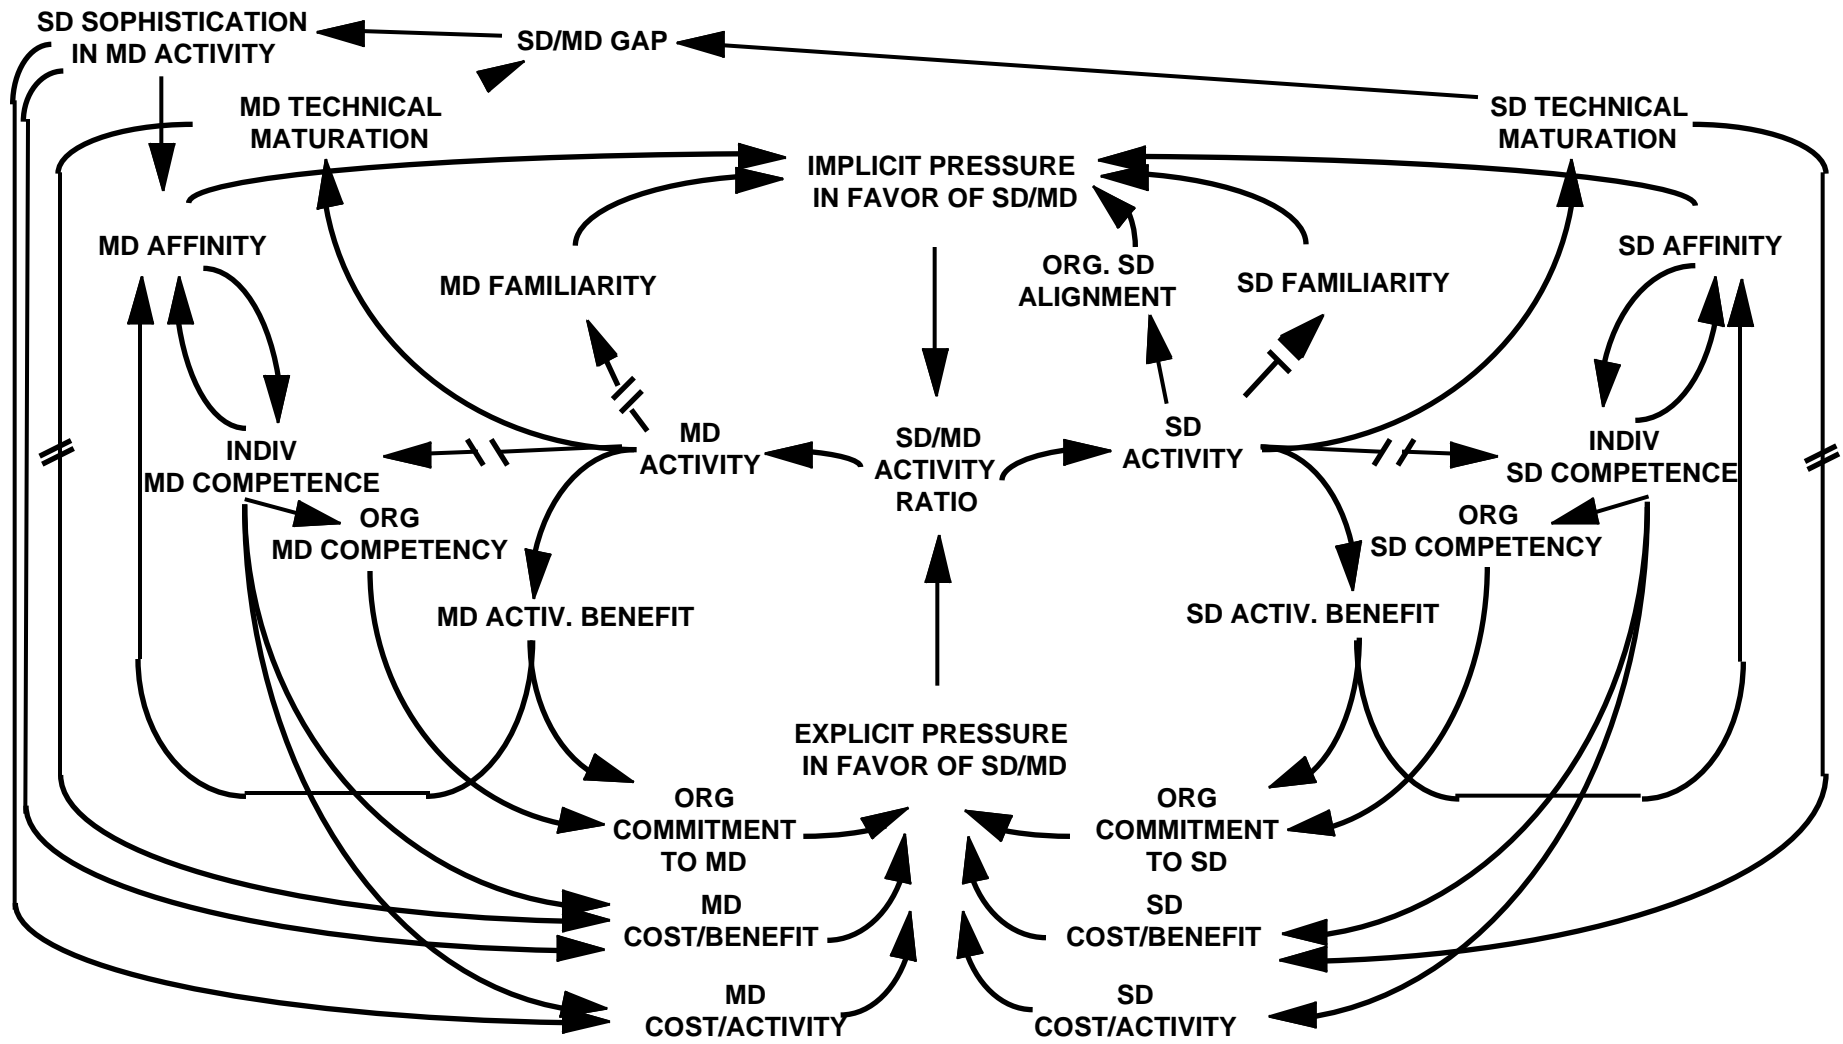 SD SOPHISTICATION
IN MD ACTIVITY
SD/MD GAP
MD TECHNICAL
MATURATION
SD TECHNICAL
MATURATION
IMPLICIT PRESSURE
IN FAVOR OF SD/MD
MD AFFINITY
SD AFFINITY
MD FAMILIARITY
ORG. SD
ALIGNMENT
SD FAMILIARITY
INDIV
MD COMPETENCE
MD
ACTIVITY
SD/MD
ACTIVITY
RATIO
SD
ACTIVITY
INDIV
SD COMPETENCE
ORG
MD COMPETENCY
ORG
SD COMPETENCY
MD ACTIV. BENEFIT
SD ACTIV. BENEFIT
EXPLICIT PRESSURE
IN FAVOR OF SD/MD
ORG
COMMITMENT
TO MD
ORG
COMMITMENT
TO SD
MD
COST/BENEFIT
SD
COST/BENEFIT
MD
COST/ACTIVITY
SD
COST/ACTIVITY